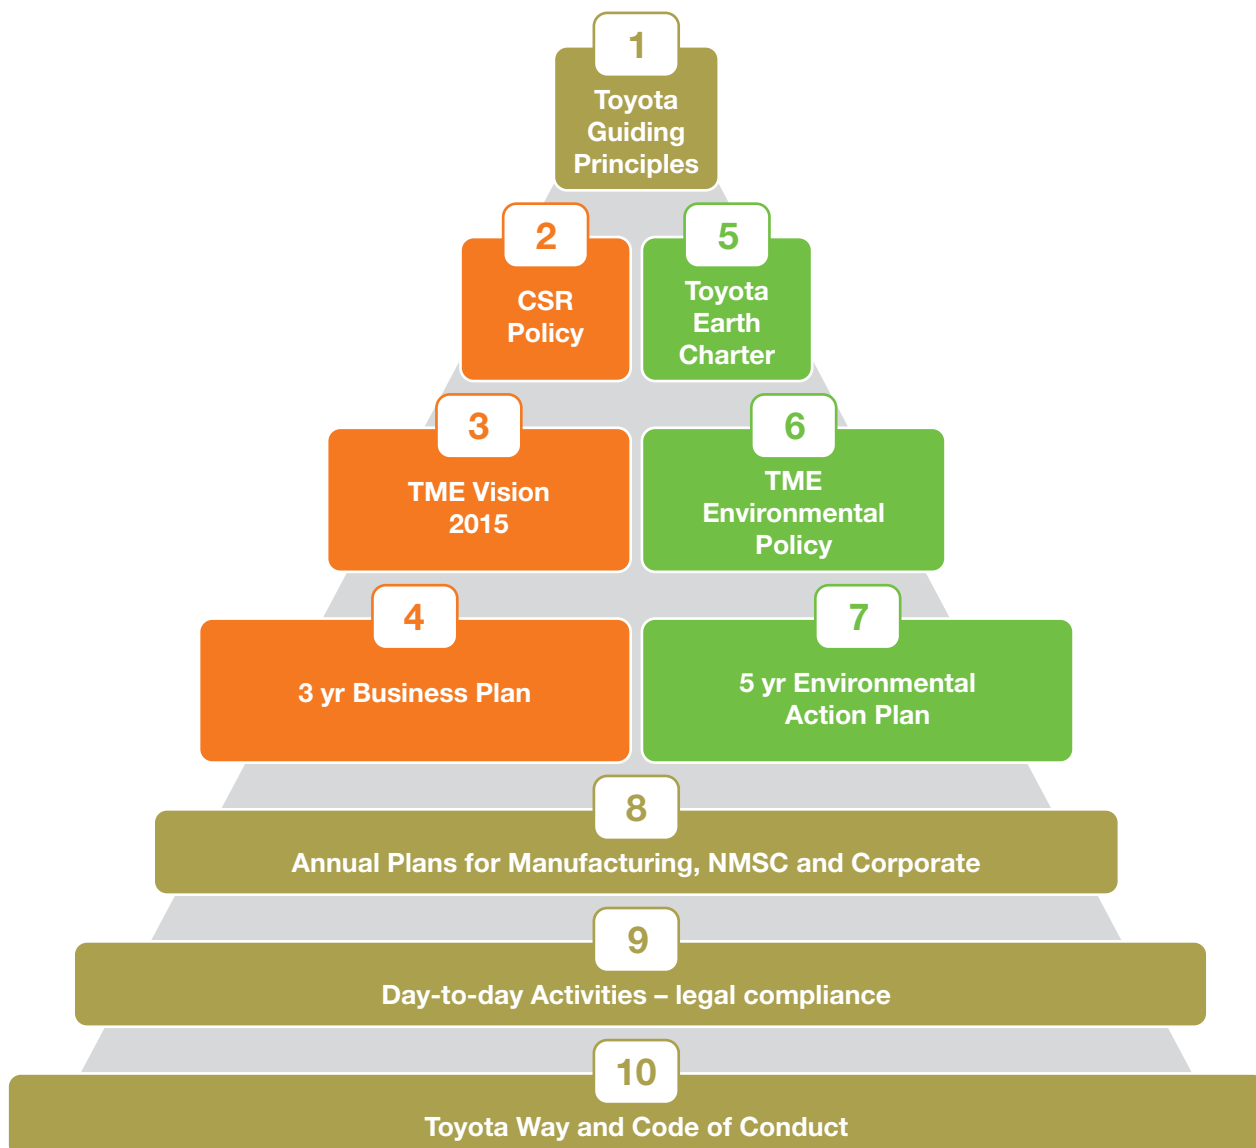 1
Toyota
Guiding
Principles
2
CSR
Policy
5
Toyota
Earth
Charter
3
TME Vision
2015
6
TME
Environmental
Policy
4
3 yr Business Plan
7
5 yr Environmental
Action Plan
8
Annual Plans for Manufacturing, NMSC and Corporate
9
Day-to-day Activities – legal compliance
10
Toyota Way and Code of Conduct